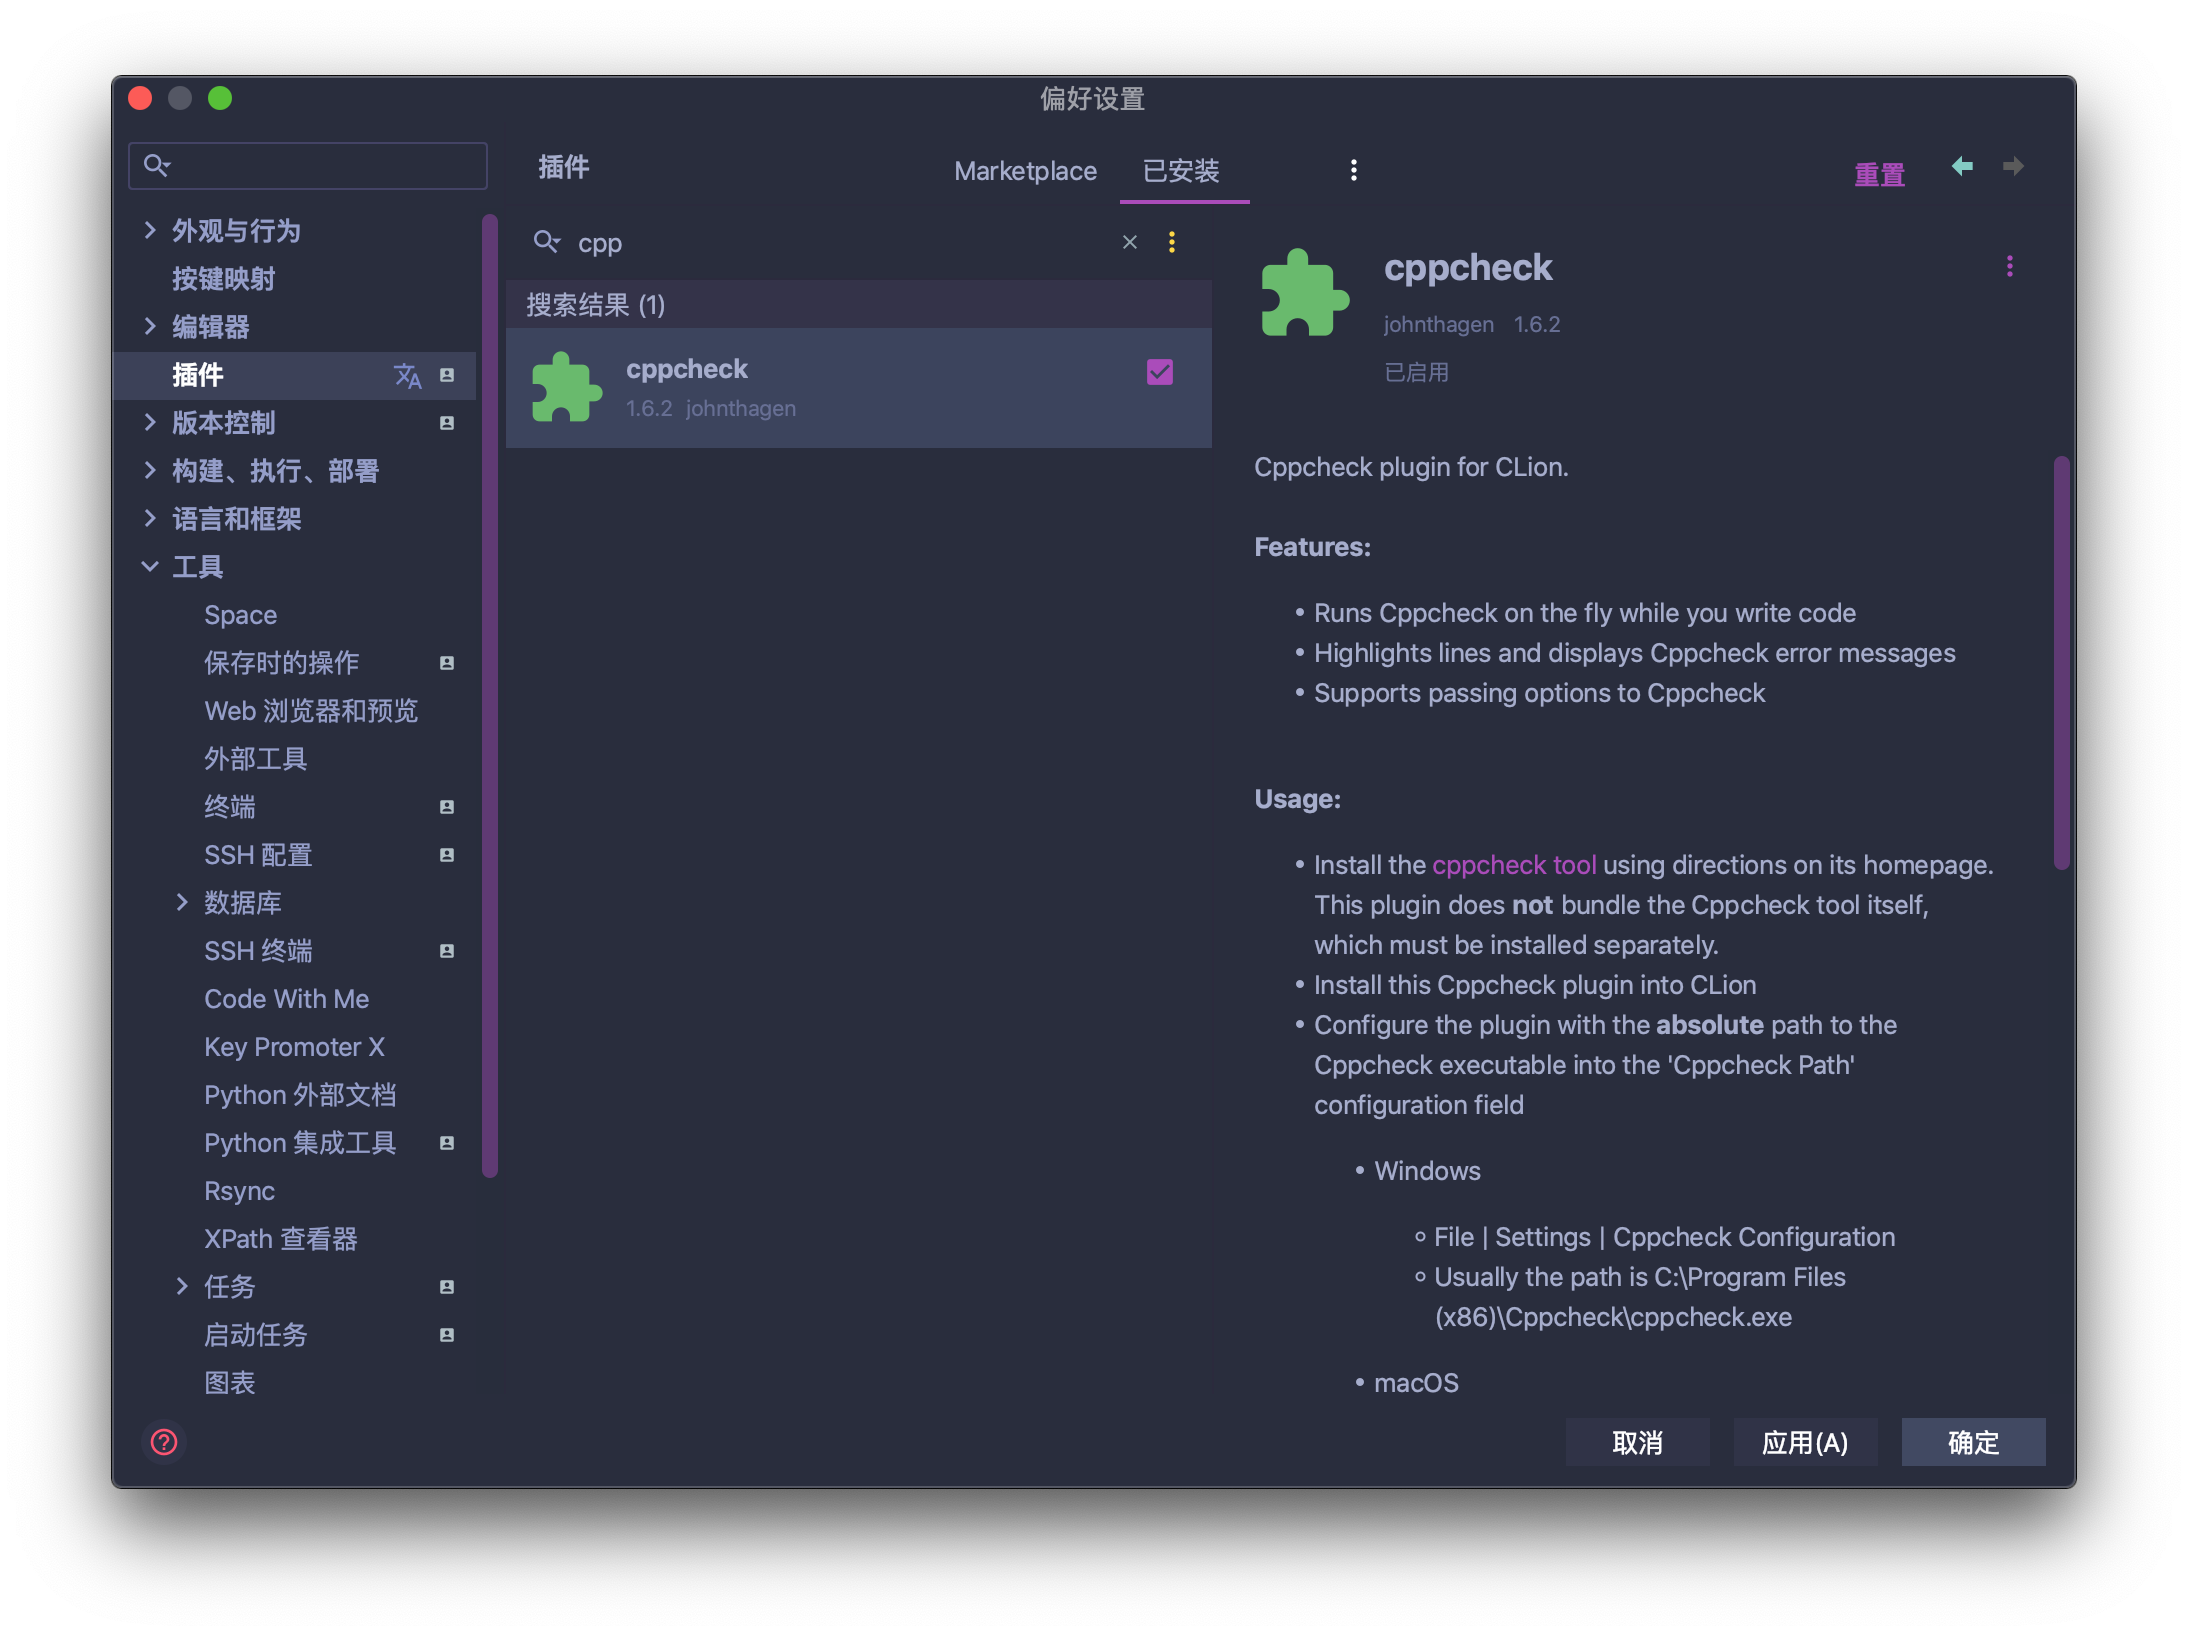 偏好设置
外观与行为
按键映射
编辑器
插件
版本控制
构建、执行、部署
语言和框架
工具
Space
保存时的操作
Web 浏览器和预览
外部工具
终端
SSH 配置
数据库
SSH 终端
Code With Me
Key Promoter X
Python 外部文档
Python 集成工具
Rsync
XPath 查看器
任务
启动任务
图表
插件
Marketplace
已安装
重置
cpp
搜索结果 (1)
cppcheck
1.6.2 johnthagen
cppcheck
johnthagen 1.6.2
已启用
Cppcheck plugin for CLion.
Features:
• Runs Cppcheck on the fly while you write code
• Highlights lines and displays Cppcheck error messages
• Supports passing options to Cppcheck
Usage:
• Install the cppcheck tool using directions on its homepage.
This plugin does not bundle the Cppcheck tool itself,
which must be installed separately.
• Install this Cppcheck plugin into CLion
• Configure the plugin with the absolute path to the
Cppcheck executable into the 'Cppcheck Path'
configuration field
• Windows
File | Settings | Cppcheck Configuration
Usually the path is C:\Program Files
(x86)\Cppcheck\cppcheck.exe
• macOS
取消
应用(A)
确定